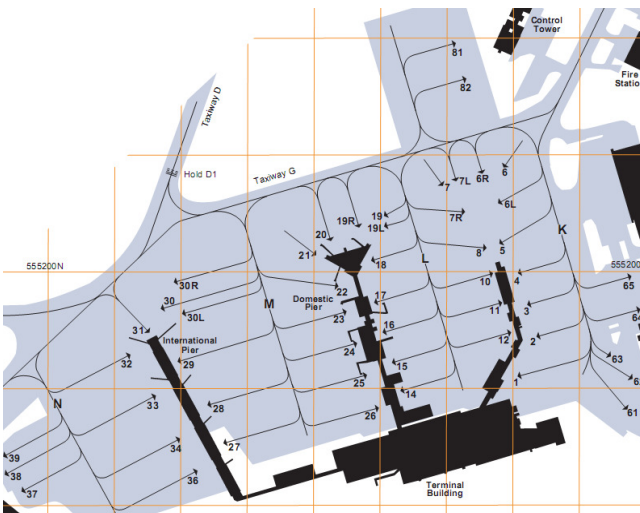 Control
Tower
81
Fire
Statio
82
Taxiway D
Hold D1
Taxiway G
7
7L
6R
6
6L
7R
19R
19
19L
20
21
8
5
K
L
18
555200N
555200
30R
22
10
4
65
30
M
Domestic
Pier
17
11
3
30L
23
64
31
International
Pier
16
12
2
32
29
24
15
63
33
25
14
1
62
N
28
26
61
39
34
27
38
36
37
Terminal
Building